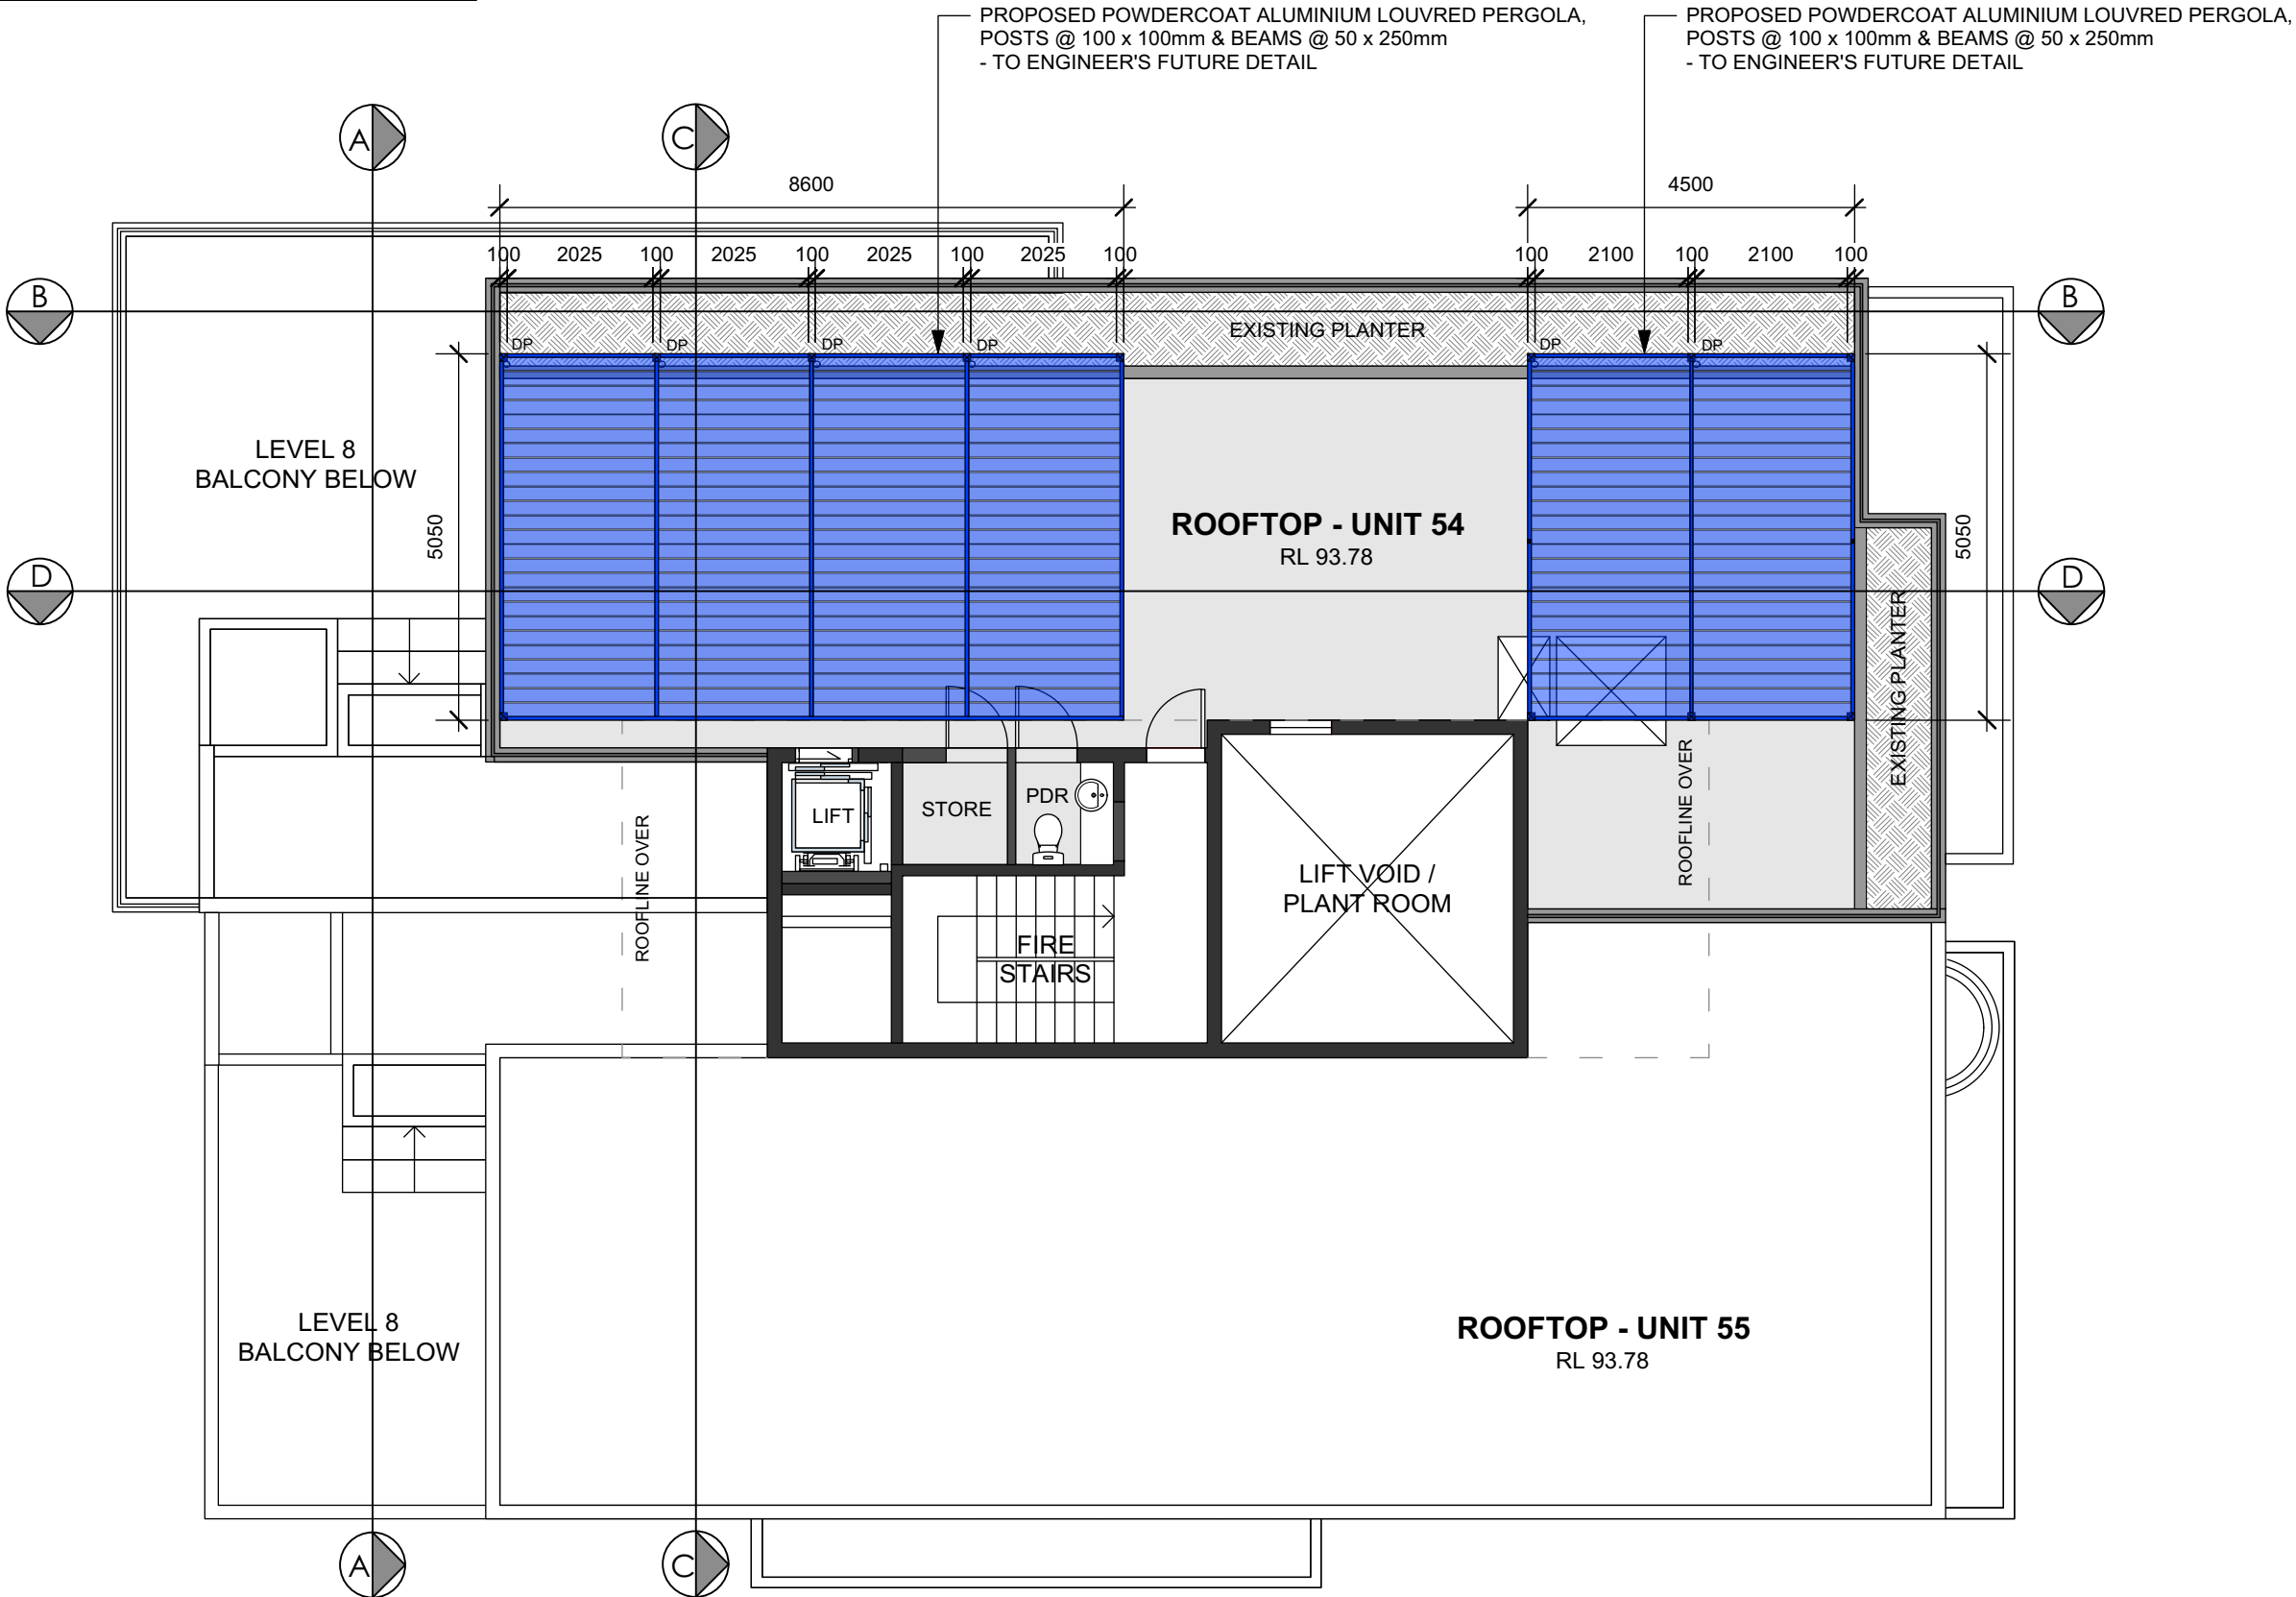 PROPOSED POWDERCOAT ALUMINIUM LOUVRED PERGOLA,
POSTS @ 100 x 100mm & BEAMS @ 50 x 250mm
- TO ENGINEER'S FUTURE DETAIL
PROPOSED POWDERCOAT ALUMINIUM LOUVRED PERGOLA,
POSTS @ 100 x 100mm & BEAMS @ 50 x 250mm
- TO ENGINEER'S FUTURE DETAIL
A
C
8600
4500
100 2025 100 2025 100 2025 100 2025 100
100 2100 100 2100 100
B
B
EXISTING PLANTER
DP
DP
DP
DP
DP
DP
LEVEL 8
BALCONY BELOW
5050
ROOFTOP - UNIT 54
RL 93.78
5050
D
D
EXISTING PLANTER
ROOFLINE OVER
LIFT
STORE
PDR
ROOFLINE OVER
LIFT VOID /
PLANT ROOM
FIRE
STAIRS
LEVEL 8
BALCONY BELOW
ROOFTOP - UNIT 55
RL 93.78
A
C